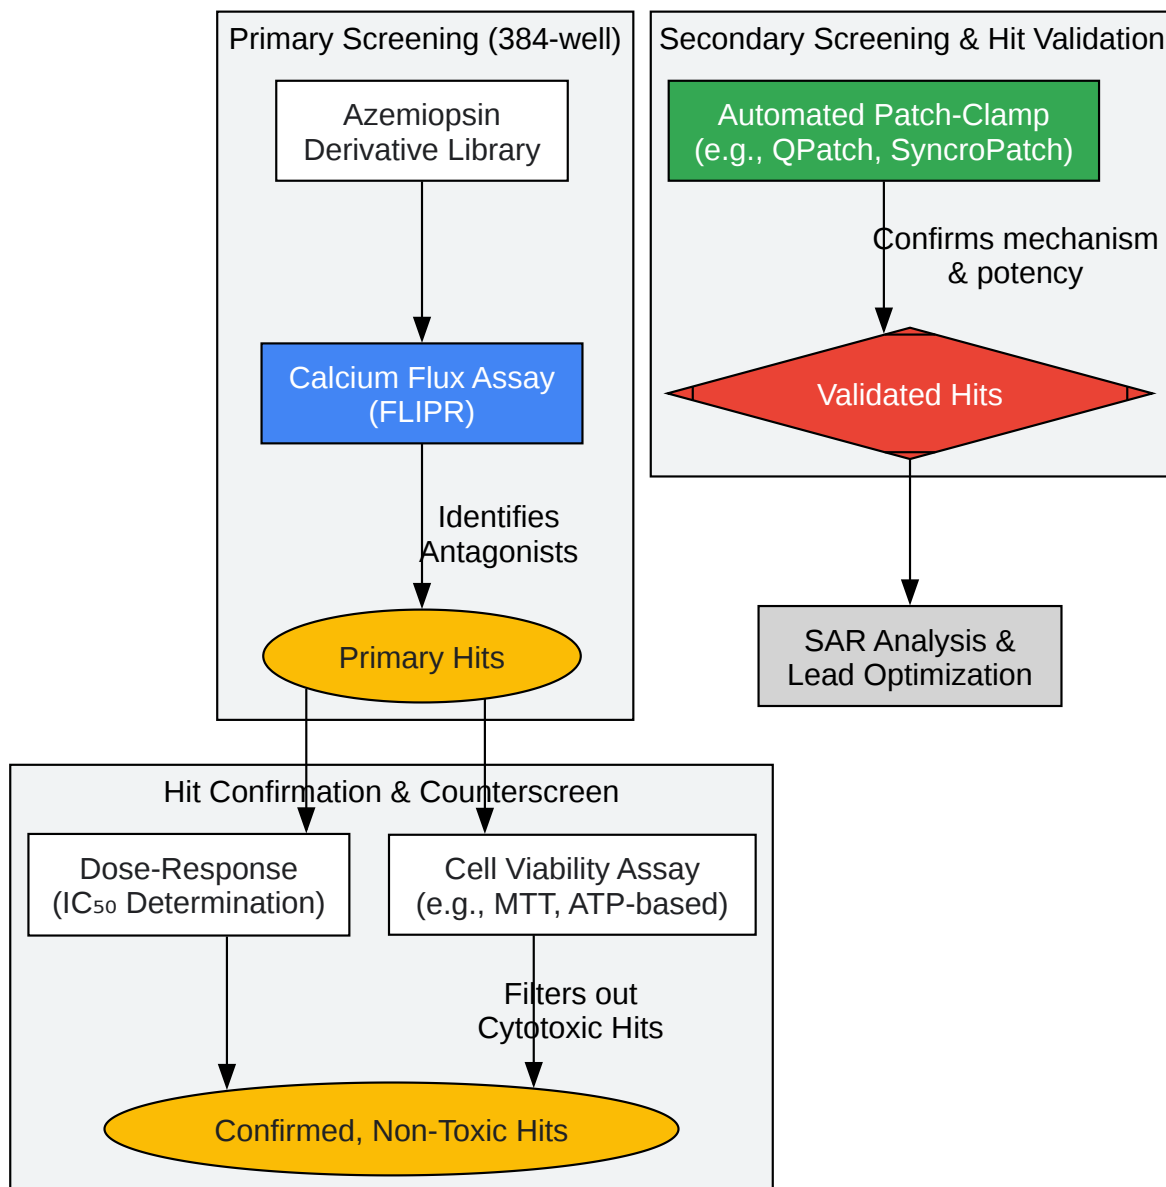 Primary Screening (384-well)
Azemiopsin
Derivative Library
Calcium Flux Assay
(FLIPR)
Identifies
Antagonists
Primary Hits
Secondary Screening & Hit Validation
Automated Patch-Clamp
(e.g., QPatch, SyncroPatch)
Confirms mechanism
& potency
Validated Hits
SAR Analysis &
Lead Optimization
Hit Confirmation & Counterscreen
Dose-Response
(IC₅₀ Determination)
Cell Viability Assay
(e.g., MTT, ATP-based)
Filters out
Cytotoxic Hits
Confirmed, Non-Toxic Hits